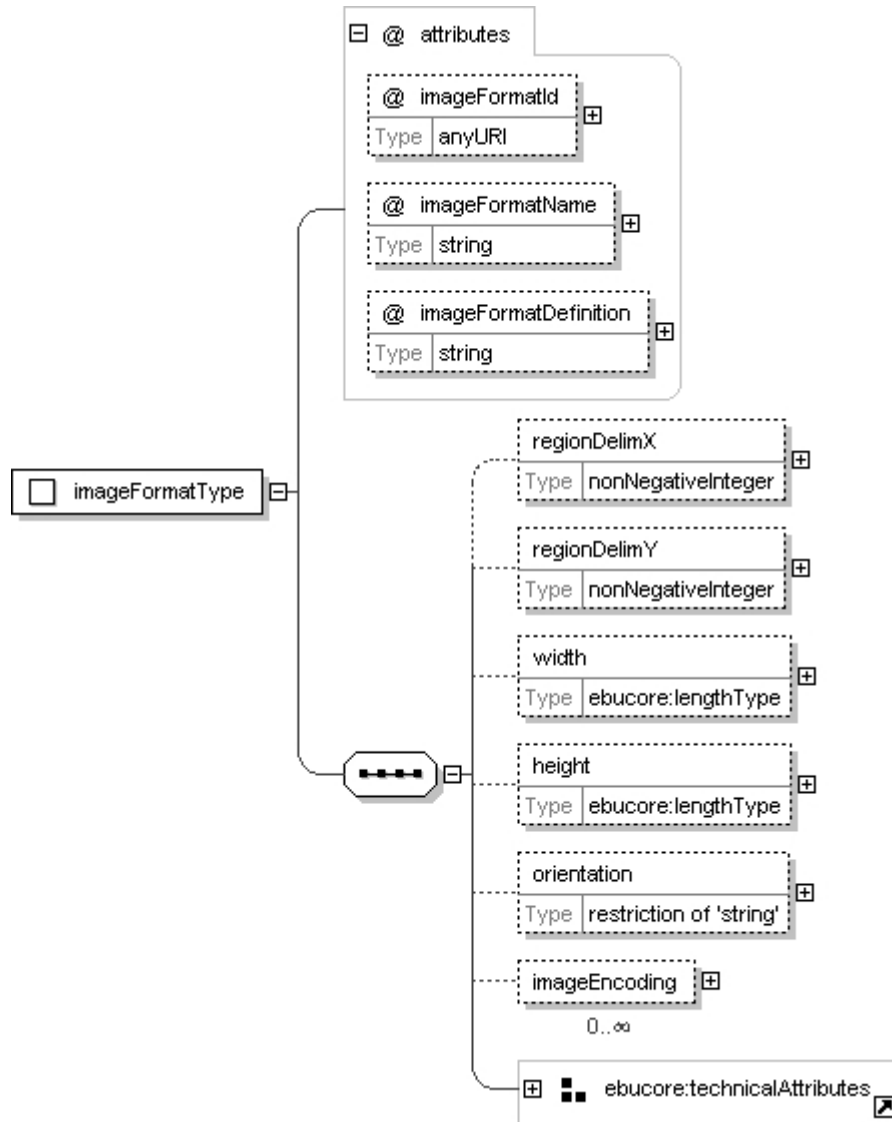 @ attributes
@ imageFormatId
Type anyURI
@ imageFormatName
Type string
@ imageFormatDefinition
Type string
imageFormatType
regionDelimX
Type nonNegativeInteger
regionDelimY
Type nonNegativeInteger
width
Type ebucore:lengthType
height
Type ebucore:lengthType
orientation
Type restriction of 'string'
imageEncoding
0..∞
ebucore:technicalAttributes